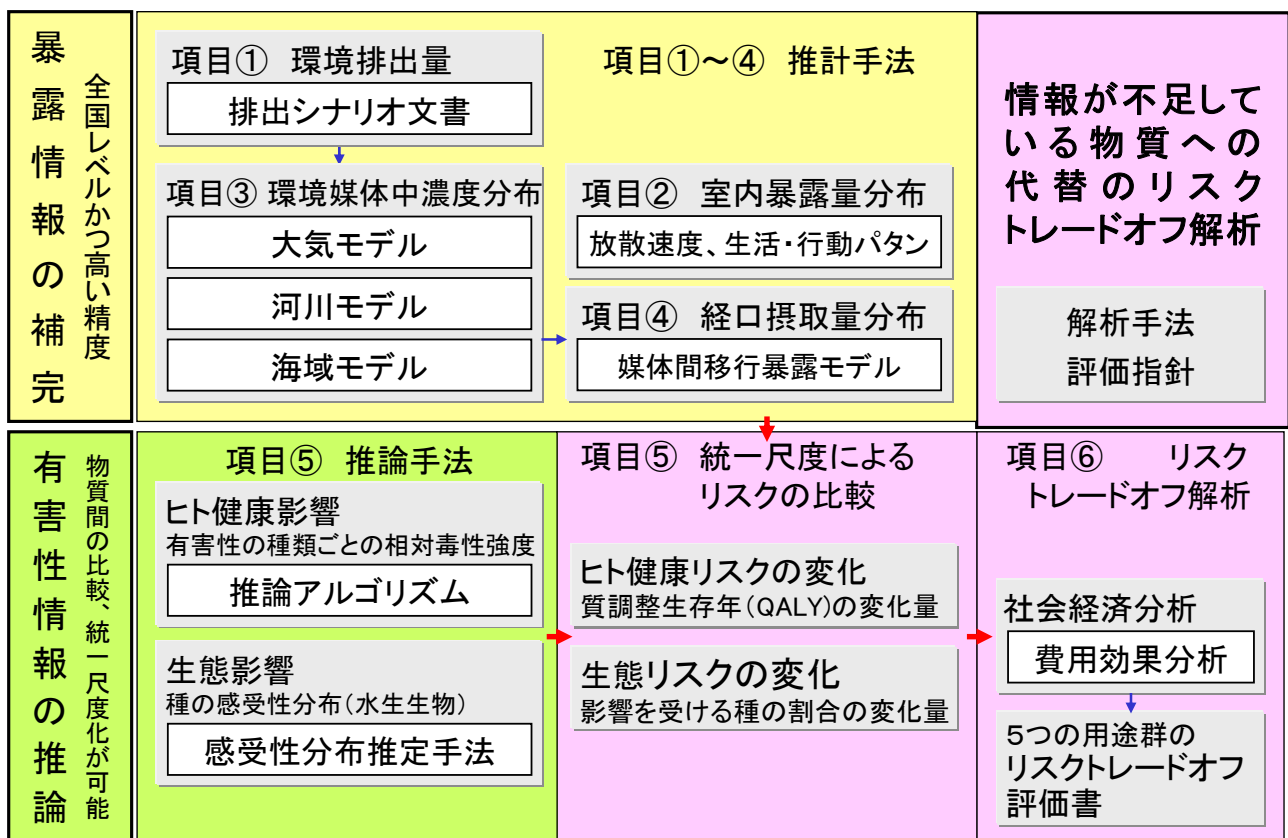 暴露情報の補完
全国レベルかつ高い精度
項目① 環境排出量
排出シナリオ文書
項目①～④ 推計手法
項目③ 環境媒体中濃度分布
大気モデル
河川モデル
海域モデル
項目② 室内暴露量分布
放散速度、生活・行動パタン
項目④ 経口摂取量分布
媒体間移行暴露モデル
情報が不足して
いる物質への
代替のリスク
トレードオフ解析
解析手法
評価指針
有害性情報の推論
物質間の比較、統一尺度化が可能
項目⑤ 推論手法
ヒト健康影響
有害性の種類ごとの相対毒性強度
推論アルゴリズム
生態影響
種の感受性分布(水生生物)
感受性分布推定手法
項目⑤ 統一尺度による
リスクの比較
ヒト健康リスクの変化
質調整生存年(QALY)の変化量
生態リスクの変化
影響を受ける種の割合の変化量
項目⑥ リスク
トレードオフ解析
社会経済分析
費用効果分析
5つの用途群の
リスクトレードオフ
評価書